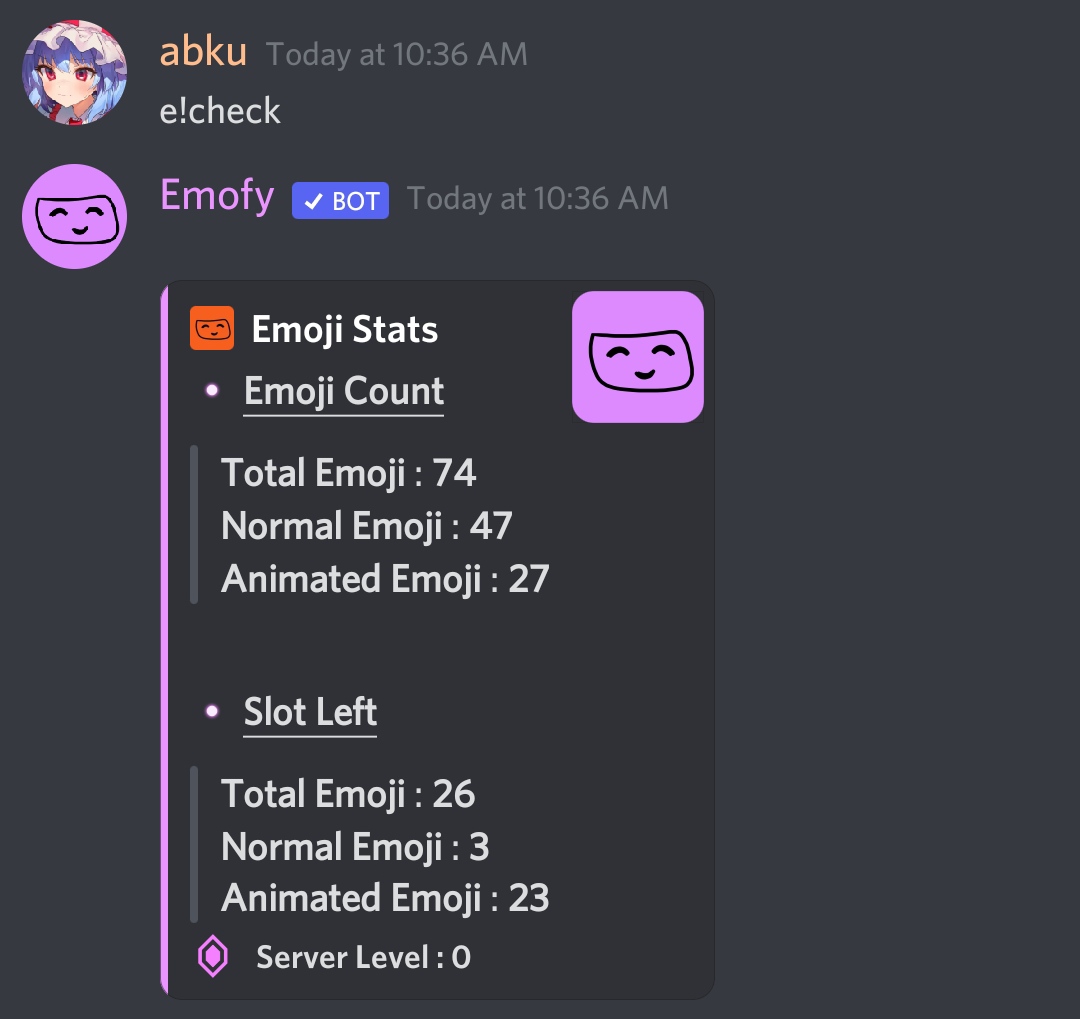 abku Today at 10:36 AM
e!check
Emofy ✓ BOT Today at 10:36 AM
Emoji Stats
• Emoji Count
Total Emoji : 74
Normal Emoji : 47
Animated Emoji : 27
• Slot Left
Total Emoji : 26
Normal Emoji : 3
Animated Emoji : 23
Server Level : 0